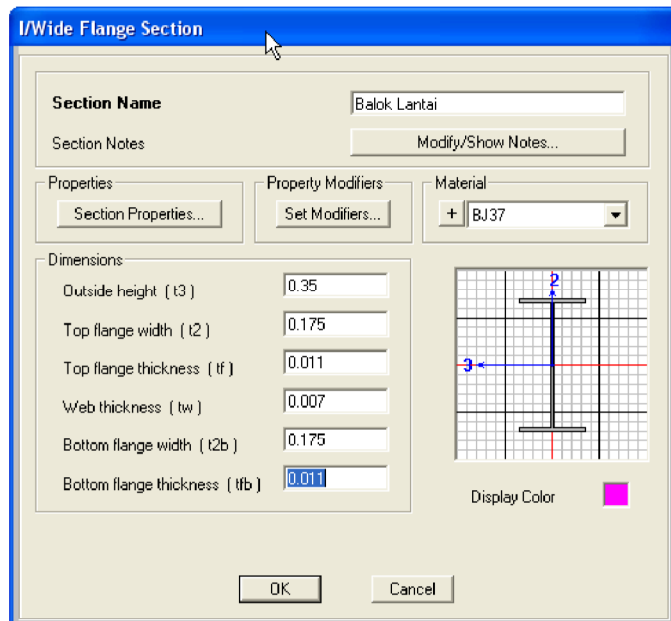 I/Wide Flange Section
Section Name Balok Lantai
Section Notes Modify/Show Notes...
Properties Property Modifiers Material
Section Properties... Set Modifiers... + BJ37
Dimensions
Outside height ( t3 ) 0.35
Top flange width ( t2 ) 0.175
Top flange thickness ( tf ) 0.011
Web thickness ( tw ) 0.007
Bottom flange width ( t2b ) 0.175
Bottom flange thickness ( tfb ) 0.011
2
3
Display Color
OK Cancel